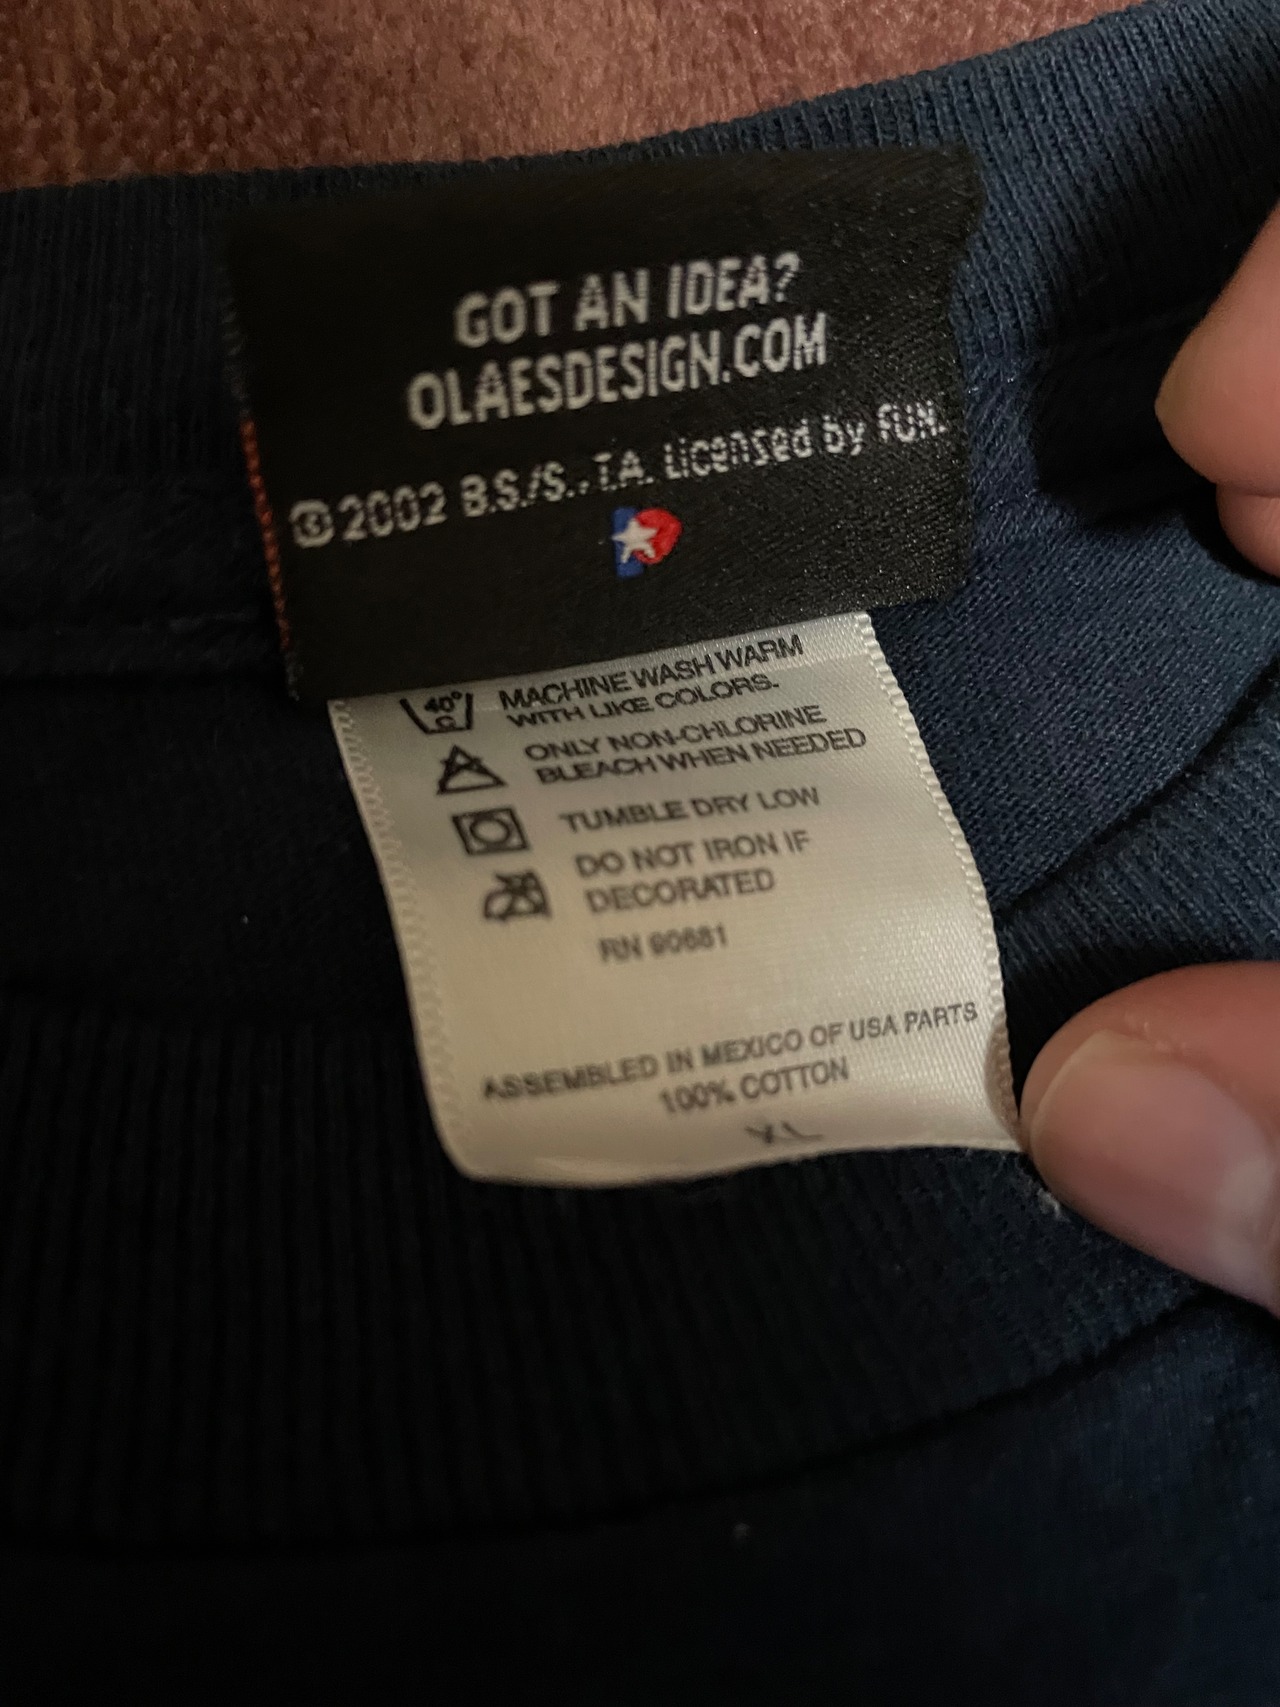 GOT AN IDEA?
OLAESDESIGN.COM
©2002 B.S./S., T.A. Licensed by FUN.
40°
MACHINE WASH WARM
WITH LIKE COLORS.
ONLY NON-CHLORINE
BLEACH WHEN NEEDED
TUMBLE DRY LOW
DO NOT IRON IF
DECORATED
RN 90681
ASSEMBLED IN MEXICO OF USA PARTS
100% COTTON
XL